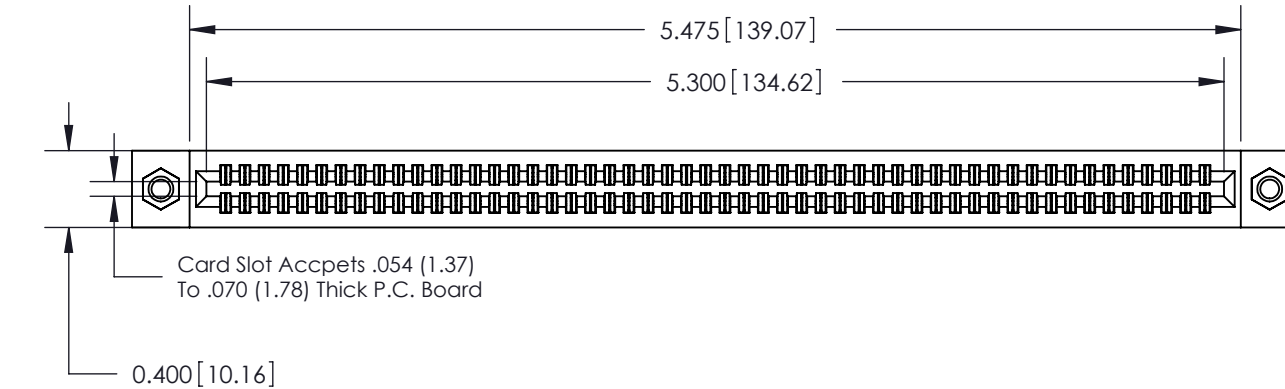 5.475[139.07]
5.300[134.62]
Card Slot Accpets .054 (1.37)
To .070 (1.78) Thick P.C. Board
0.400[10.16]